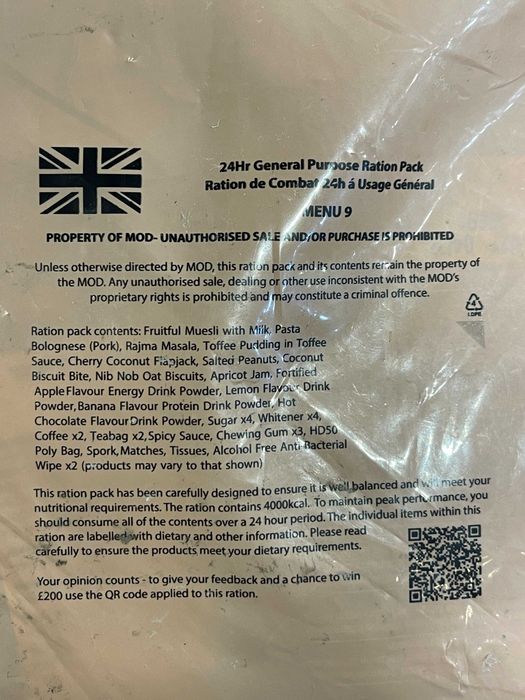 24Hr General Purpose Ration Pack
Ration de Combat 24h á Usage Général
MENU 9
PROPERTY OF MOD- UNAUTHORISED SALE AND/OR PURCHASE IS PROHIBITED
Unless otherwise directed by MOD, this ration pack and its contents remain the property of
the MOD. Any unauthorised sale, dealing or other use inconsistent with the MOD's
proprietary rights is prohibited and may constitute a criminal offence.
4
LDPE
Ration pack contents: Fruitful Muesli with Milk, Pasta
Bolognese (Pork), Rajma Masala, Toffee Pudding in Toffee
Sauce, Cherry Coconut Flapjack, Salted Peanuts, Coconut
Biscuit Bite, Nib Nob Oat Biscuits, Apricot Jam, Fortified
Apple Flavour Energy Drink Powder, Lemon Flavour Drink
Powder, Banana Flavour Protein Drink Powder, Hot
Chocolate Flavour Drink Powder, Sugar x4, Whitener x4,
Coffee x2, Teabag x2, Spicy Sauce, Chewing Gum x3, HD50
Poly Bag, Spork, Matches, Tissues, Alcohol Free Anti-Bacterial
Wipe x2 (products may vary to that shown)
This ration pack has been carefully designed to ensure it is well balanced and will meet your
nutritional requirements. The ration contains 4000kcal. To maintain peak performance, you
should consume all of the contents over a 24 hour period. The individual items within this
ration are labelled with dietary and other information. Please read
carefully to ensure the products meet your dietary requirements.
Your opinion counts - to give your feedback and a chance to win
£200 use the QR code applied to this ration.